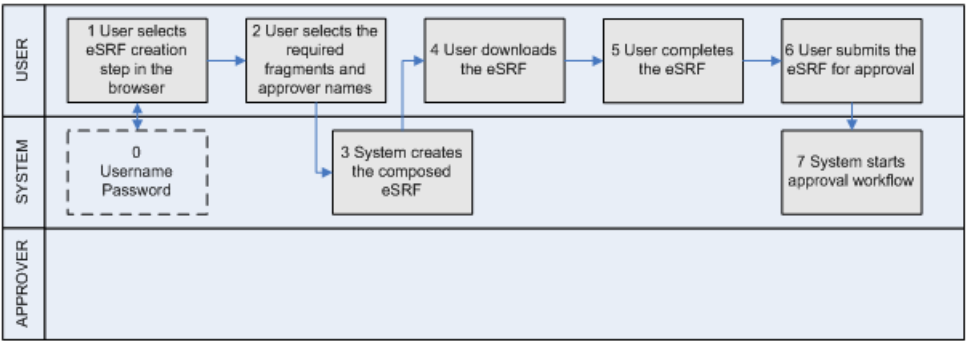 USER
1 User selects
eSRF creation
step in the
browser
2 User selects the
required
fragments and
approver names
4 User downloads
the eSRF
5 User completes
the eSRF
6 User submits the
eSRF for approval
SYSTEM
0
Username
Password
3 System creates
the composed
eSRF
7 System starts
approval workflow
APPROVER